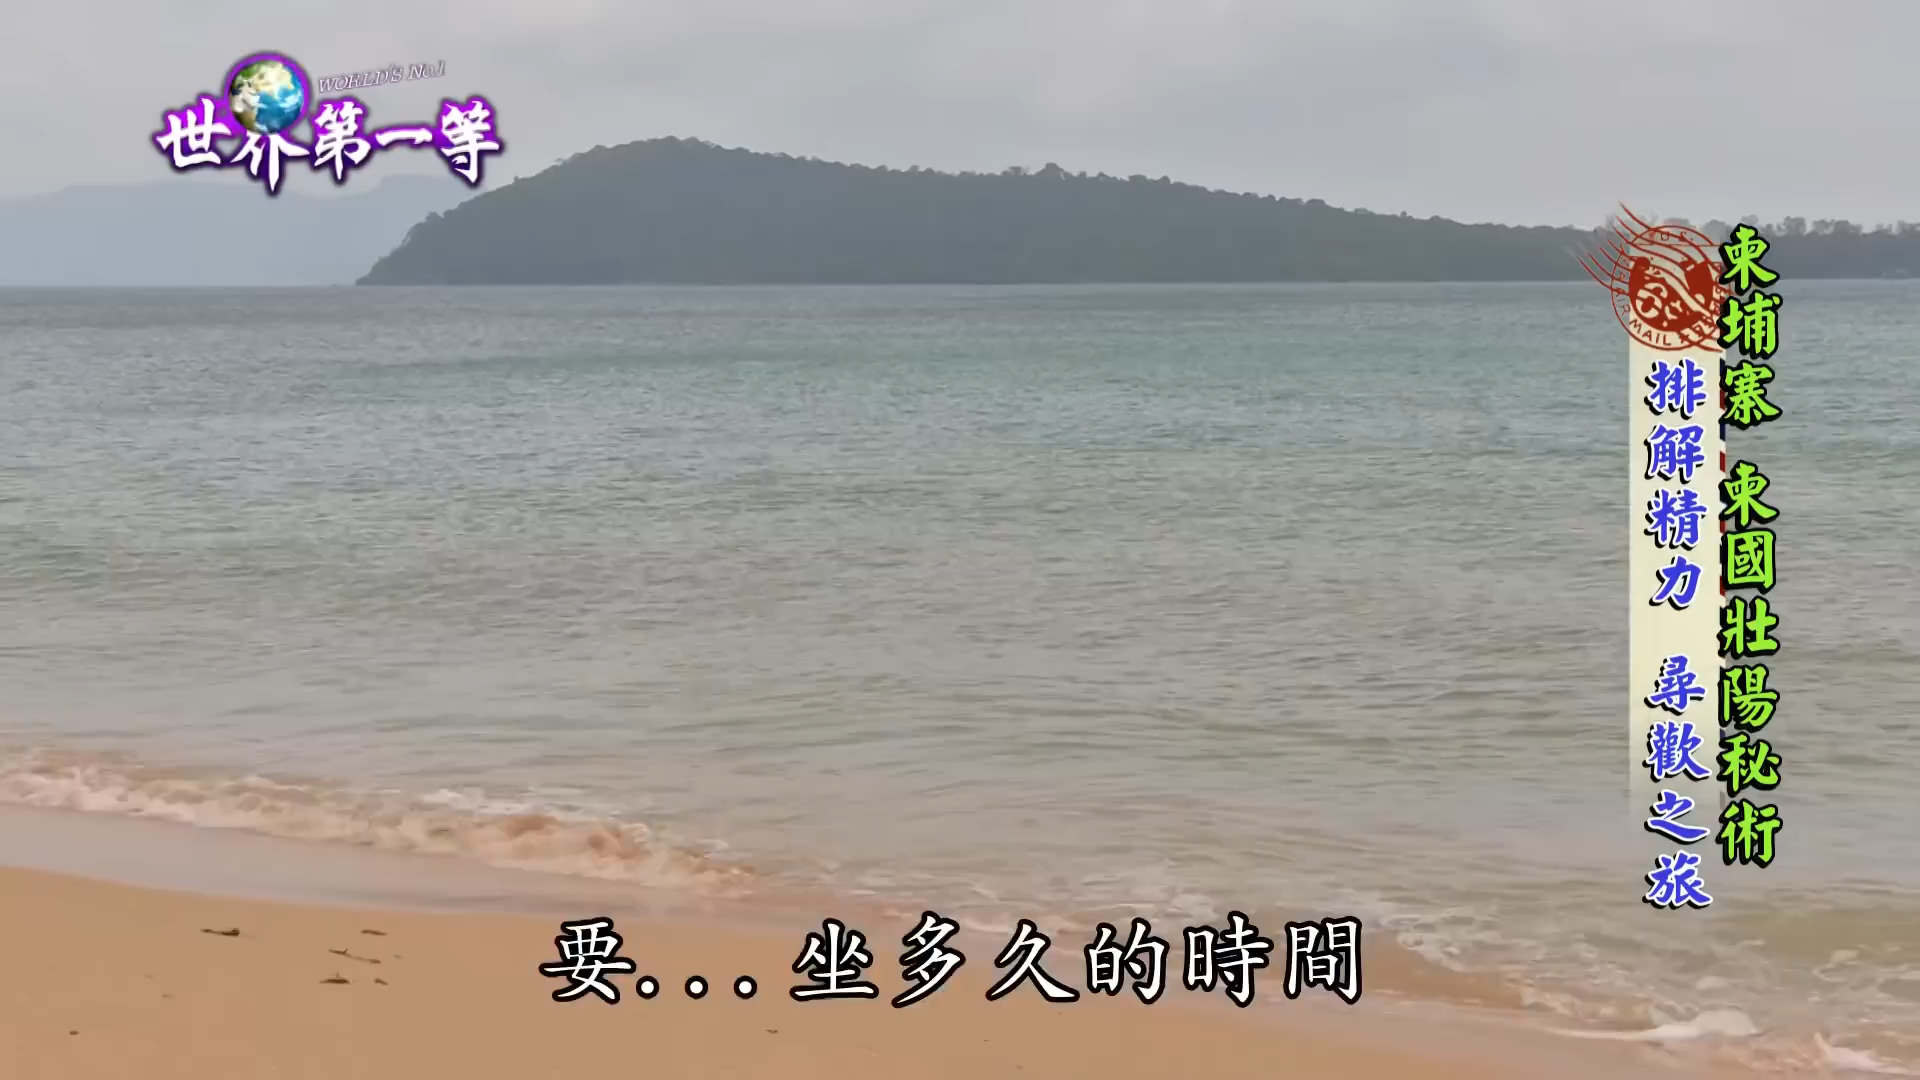 WORLD'S No.1
世界第一等
柬埔寨 柬國壯陽秘術
排解精力 尋歡之旅
MAIL
要...坐多久的時間